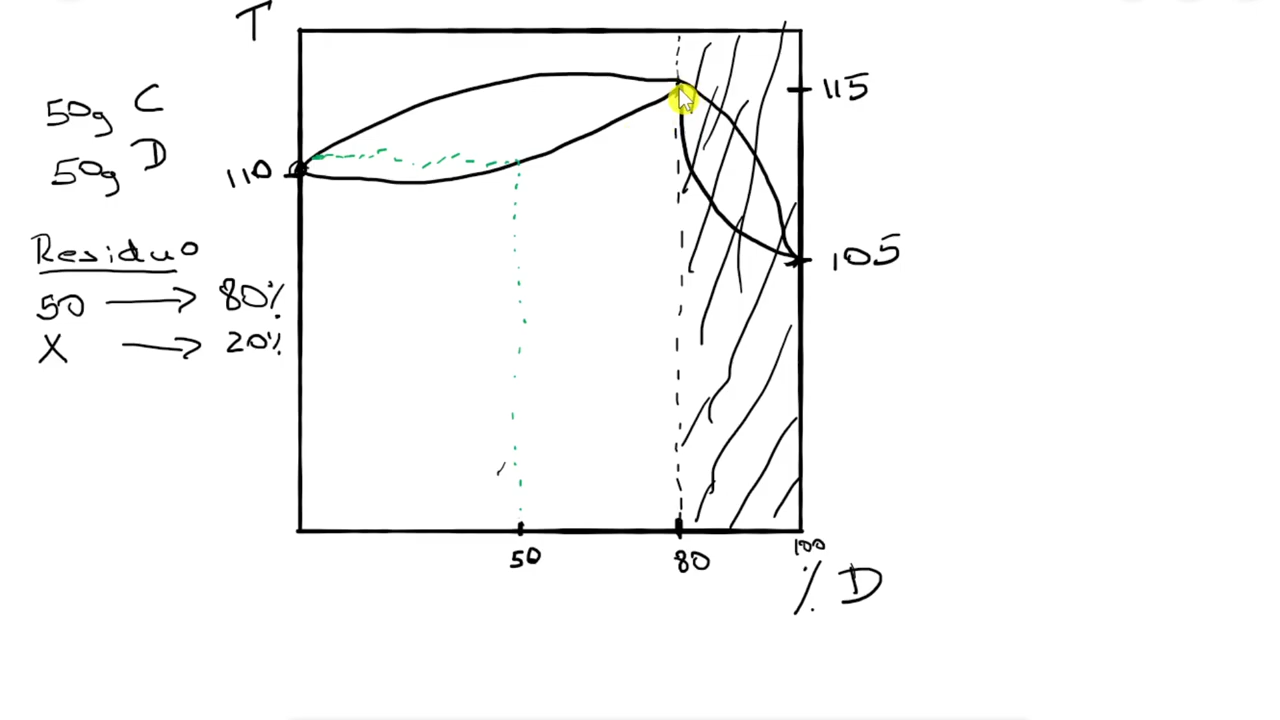 T
50g C
50g D
Residuo
50 → 80%
X → 20%
110
115
105
50
80
100
% D